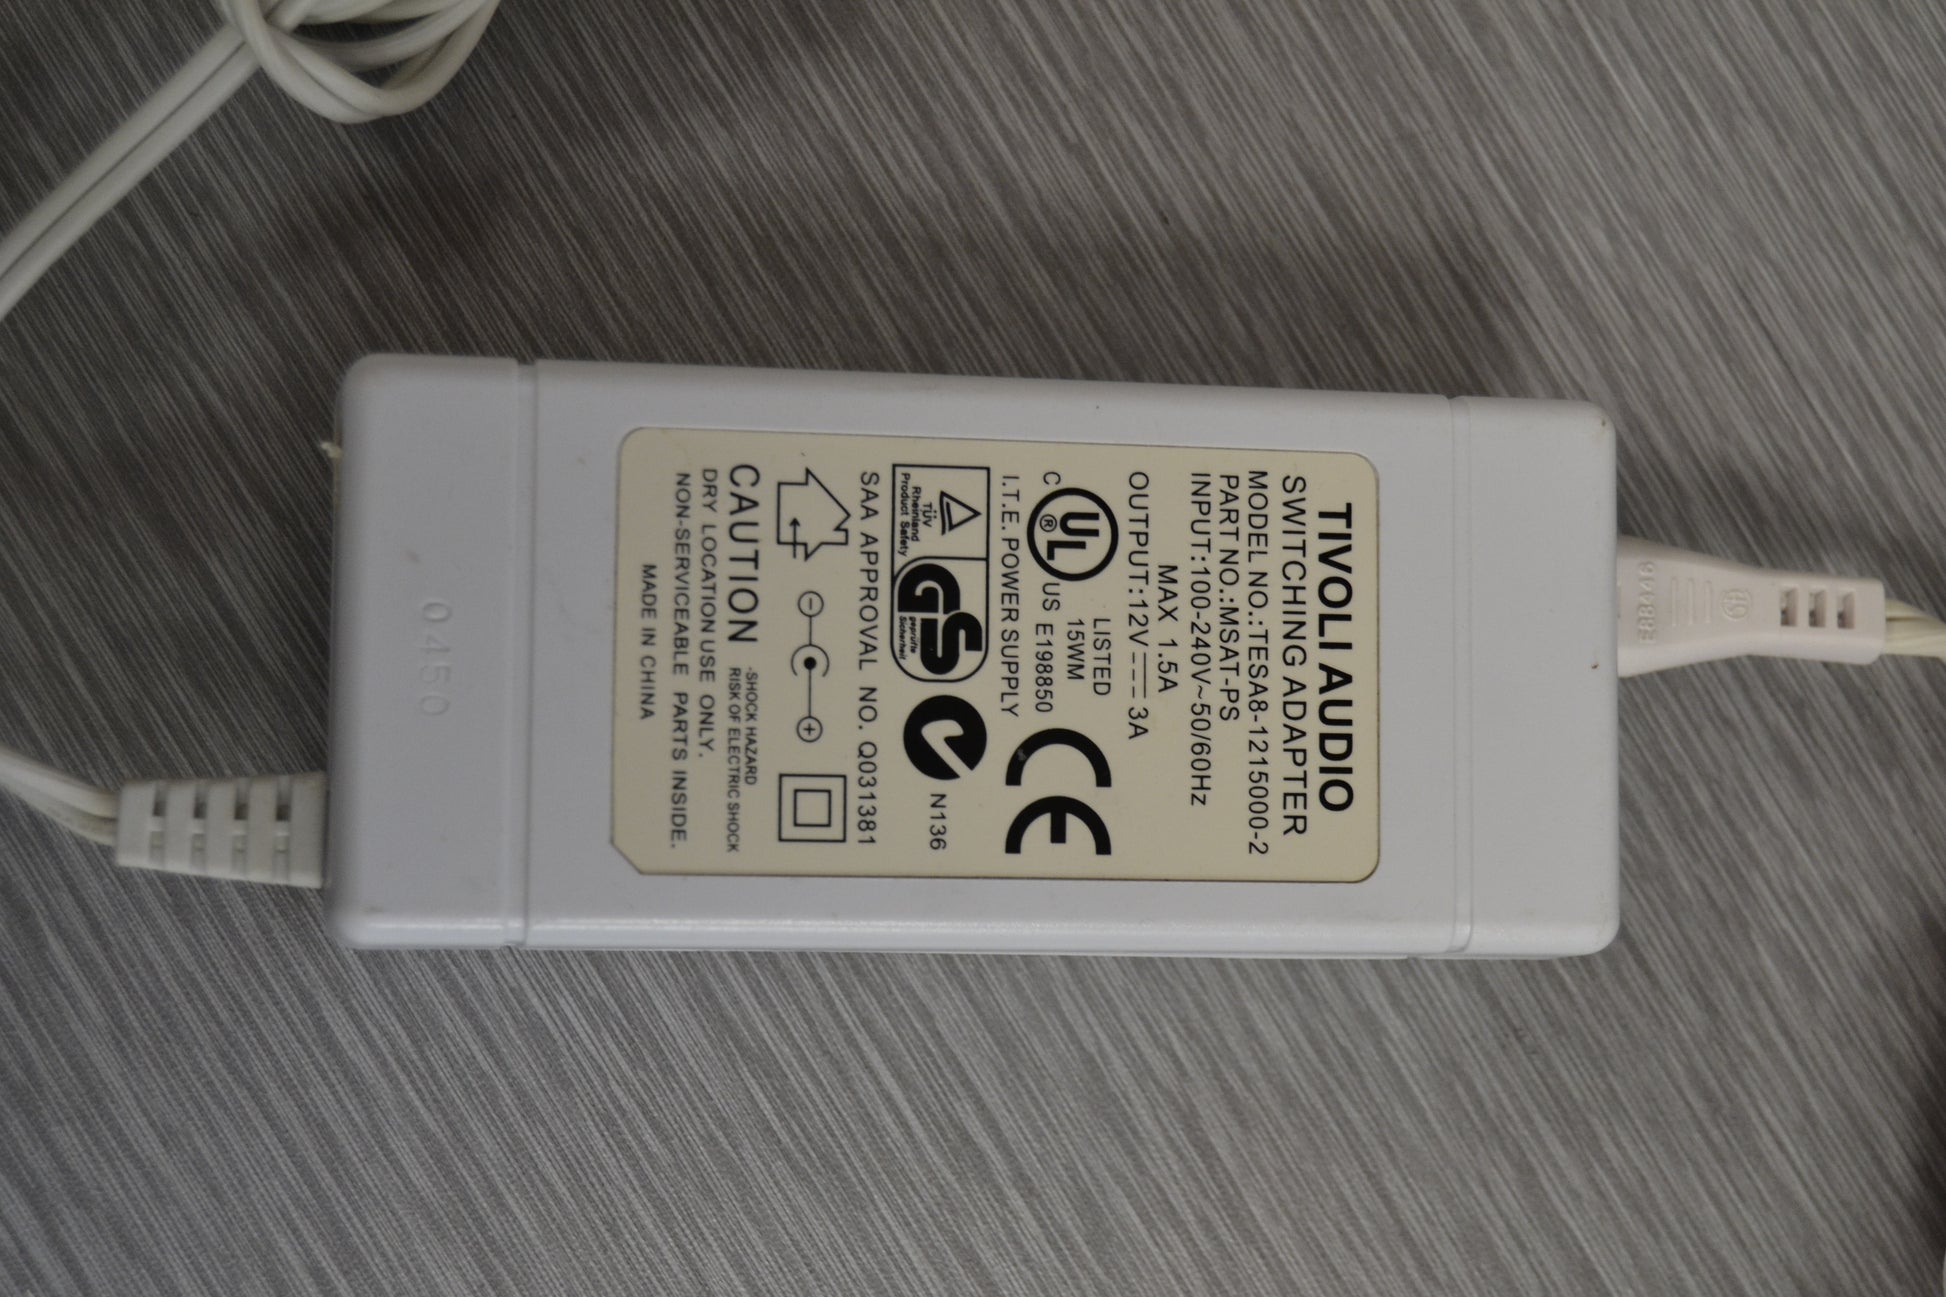 TIVOLI AUDIO
SWITCHING ADAPTER
MODEL NO.:TESA8-1215000-2
PART NO.:MSAT-PS
INPUT:100-240V~50/60Hz
MAX 1.5A
OUTPUT:12V⎓3A
C UL ® US LISTED
15WM
E198850
CE
I.T.E. POWER SUPPLY
TÜV
Rheinland
Product Safety
GS
geprüfte
Sicherheit
N136
SAA APPROVAL NO. Q031381
- +
CAUTION
-SHOCK HAZARD
RISK OF ELECTRIC SHOCK
DRY LOCATION USE ONLY.
NON-SERVICEABLE PARTS INSIDE.
MADE IN CHINA
0450